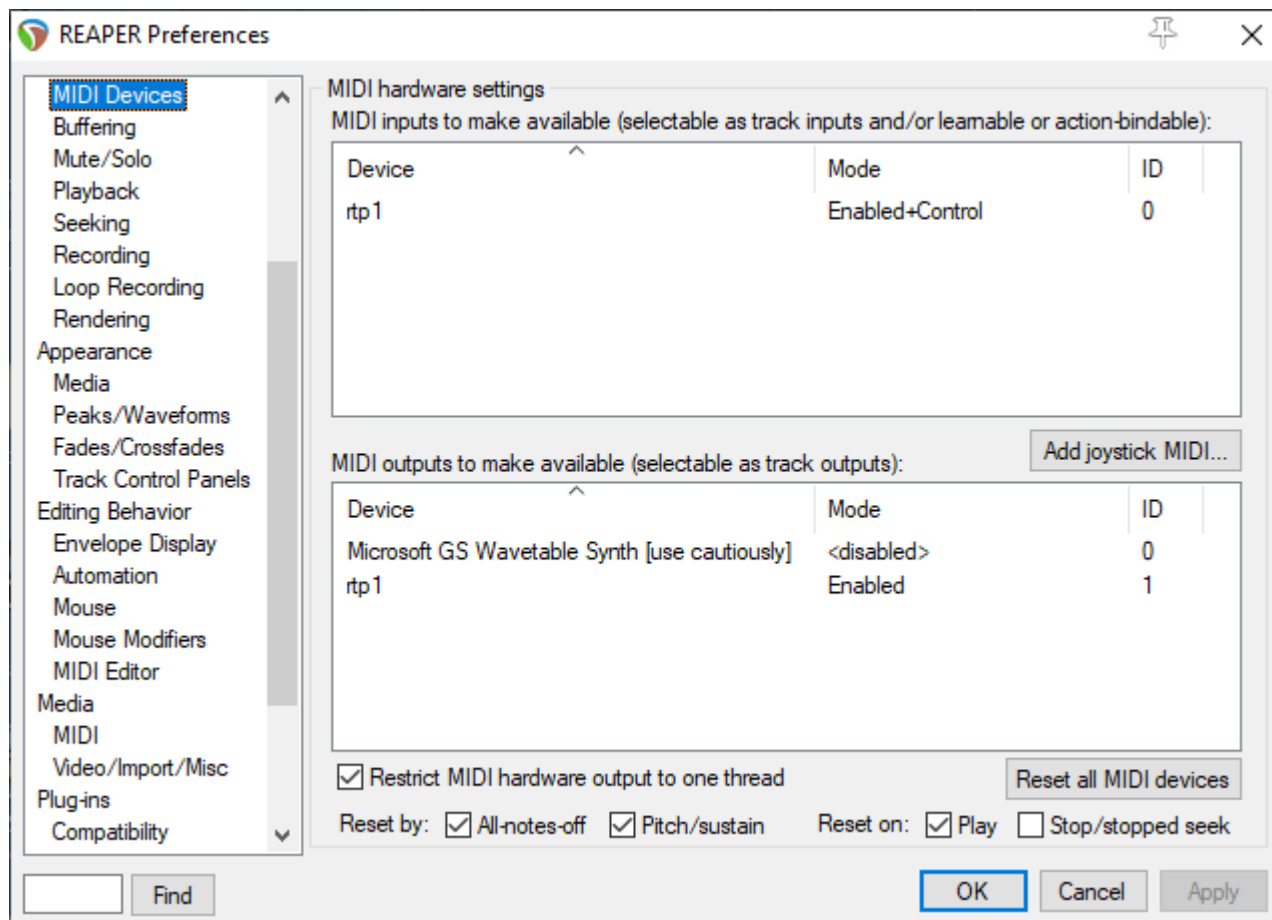 REAPER Preferences
MIDI Devices
Buffering
Mute/Solo
Playback
Seeking
Recording
Loop Recording
Rendering
Appearance
Media
Peaks/Waveforms
Fades/Crossfades
Track Control Panels
Editing Behavior
Envelope Display
Automation
Mouse
Mouse Modifiers
MIDI Editor
Media
MIDI
Video/Import/Misc
Plug-ins
Compatibility
Find
MIDI hardware settings
MIDI inputs to make available (selectable as track inputs and/or learnable or action-bindable):
Device Mode ID
rtp1 Enabled+Control 0
Add joystick MIDI...
MIDI outputs to make available (selectable as track outputs):
Device Mode ID
Microsoft GS Wavetable Synth [use cautiously] <disabled> 0
rtp1 Enabled 1
Restrict MIDI hardware output to one thread
Reset all MIDI devices
Reset by: All-notes-off Pitch/sustain Reset on: Play Stop/stopped seek
OK Cancel Apply